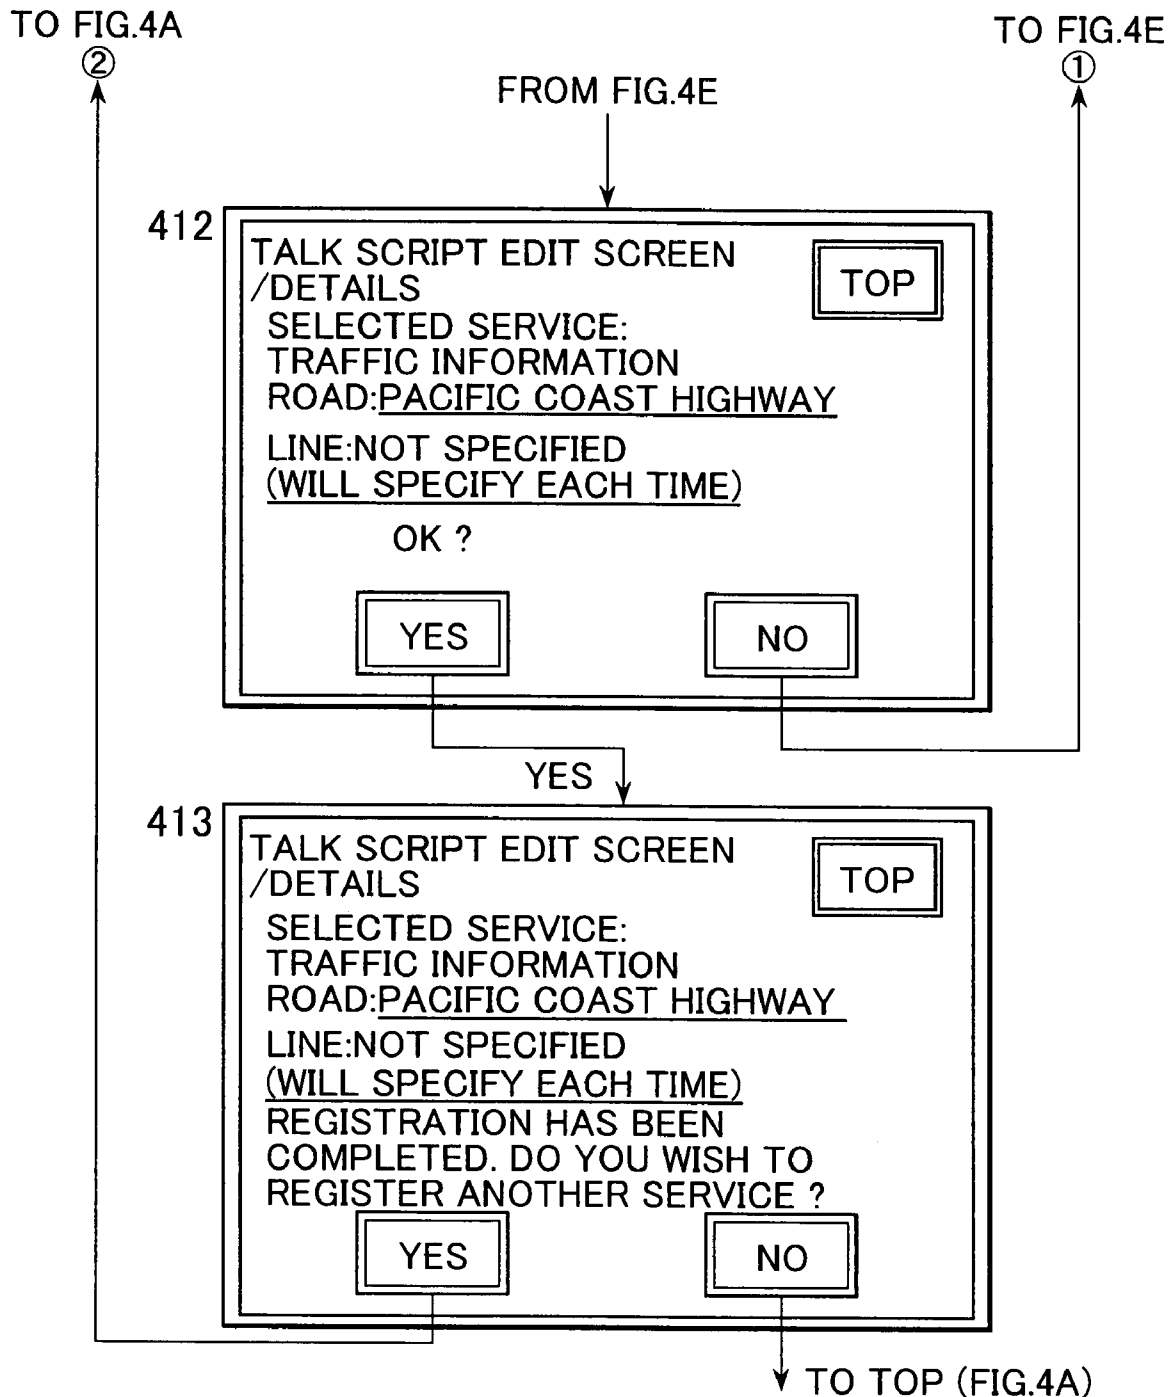 TO FIG.4A
②
TO FIG.4E
①
FROM FIG.4E
412
TALK SCRIPT EDIT SCREEN
/DETAILS
TOP
SELECTED SERVICE:
TRAFFIC INFORMATION
ROAD:PACIFIC COAST HIGHWAY
LINE:NOT SPECIFIED
(WILL SPECIFY EACH TIME)
OK ?
YES
NO
YES
413
TALK SCRIPT EDIT SCREEN
/DETAILS
TOP
SELECTED SERVICE:
TRAFFIC INFORMATION
ROAD:PACIFIC COAST HIGHWAY
LINE:NOT SPECIFIED
(WILL SPECIFY EACH TIME)
REGISTRATION HAS BEEN
COMPLETED. DO YOU WISH TO
REGISTER ANOTHER SERVICE ?
YES
NO
TO TOP (FIG.4A)